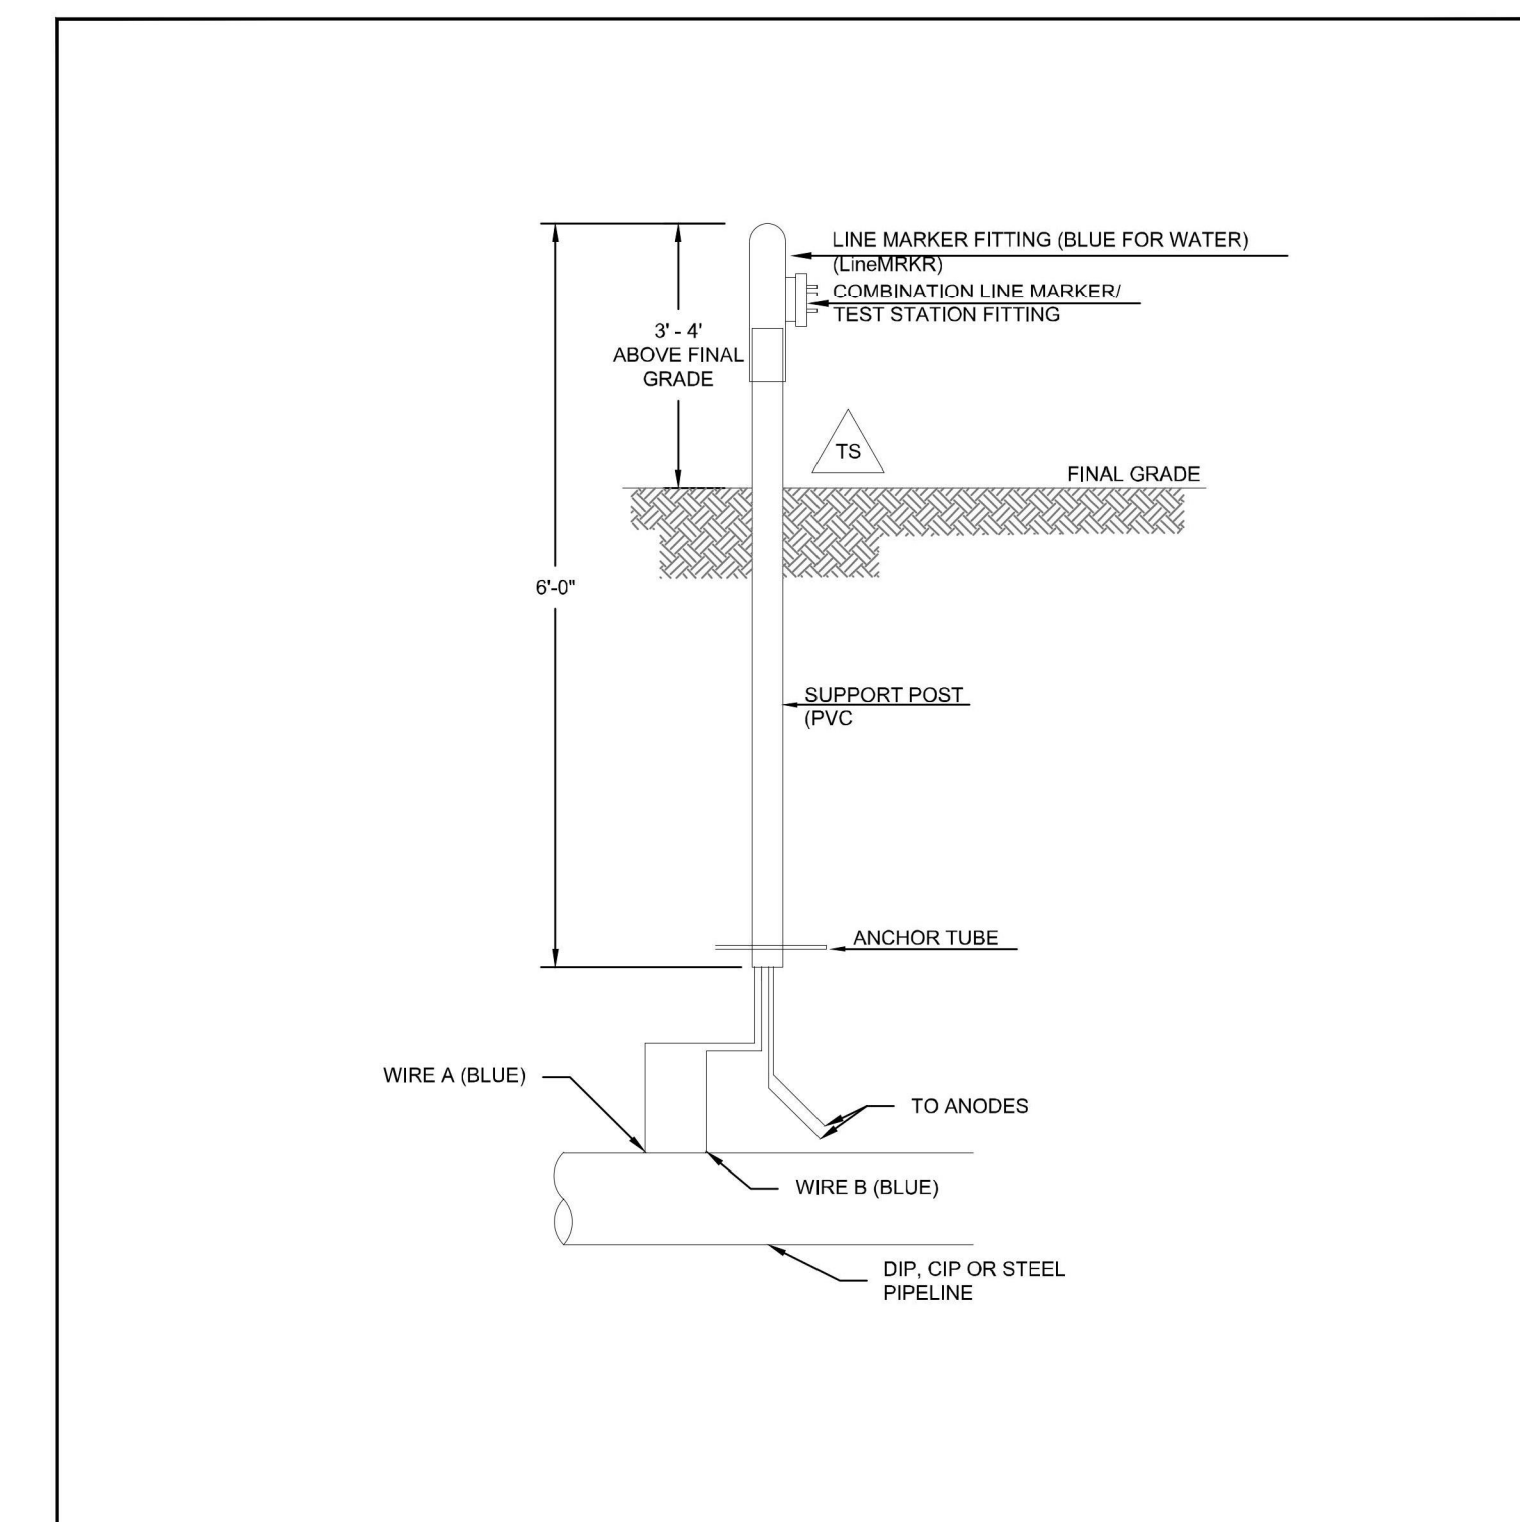 LINE MARKER FITTING (BLUE FOR WATER)
(LineMRKR)
COMBINATION LINE MARKER/
TEST STATION FITTING
3' - 4'
ABOVE FINAL
GRADE
TS
FINAL GRADE
6'-0"
SUPPORT POST
(PVC
ANCHOR TUBE
WIRE A (BLUE)
TO ANODES
WIRE B (BLUE)
DIP, CIP OR STEEL
PIPELINE